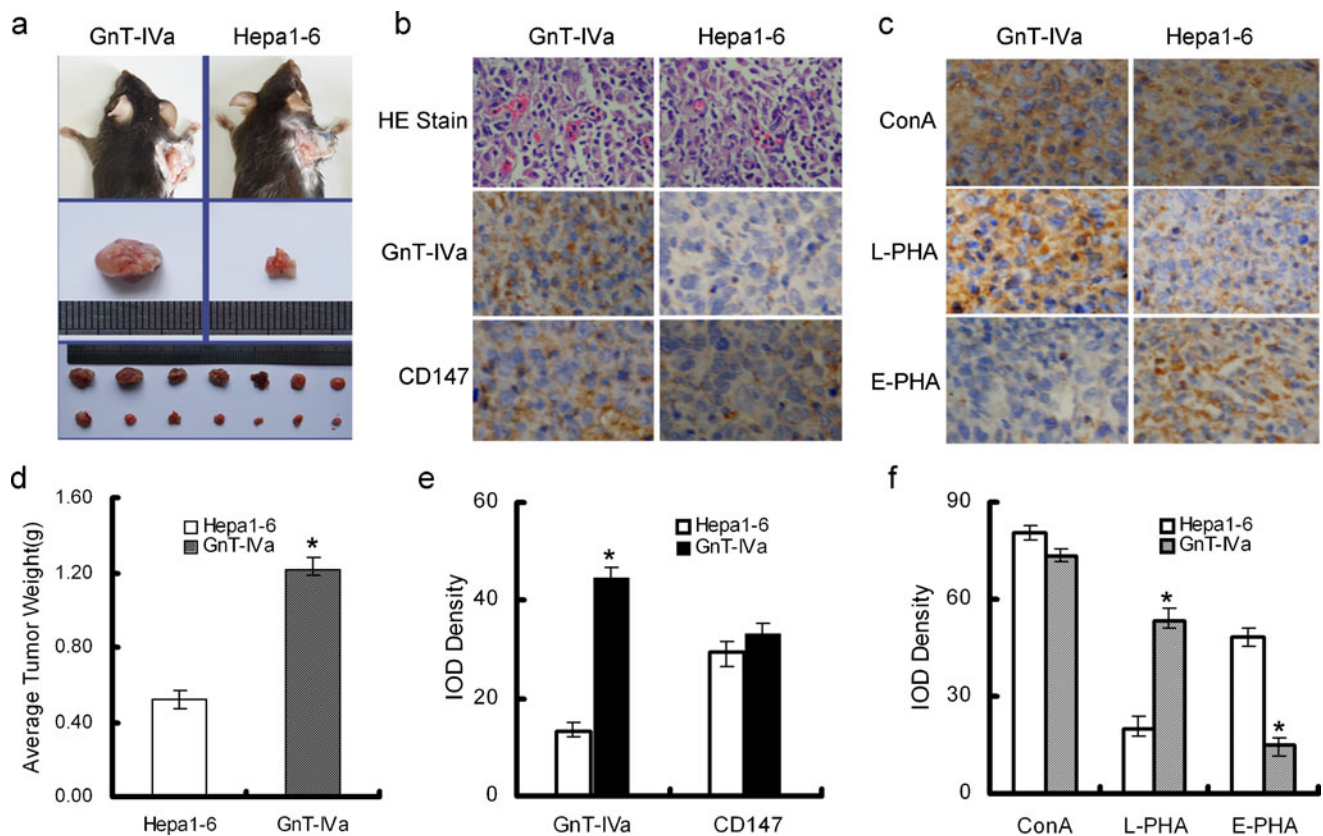 a
GnT-IVa Hepa1-6
b
GnT-IVa Hepa1-6
HE Stain
GnT-IVa
CD147
c
GnT-IVa Hepa1-6
ConA
L-PHA
E-PHA
d
Average Tumor Weight(g)
1.60
1.20
0.80
0.40
0.00
Hepa1-6
GnT-IVa
*
Hepa1-6 GnT-IVa
e
IOD Density
60
40
20
0
Hepa1-6
GnT-IVa
*
GnT-IVa CD147
f
IOD Density
90
60
30
0
Hepa1-6
GnT-IVa
*
*
ConA L-PHA E-PHA